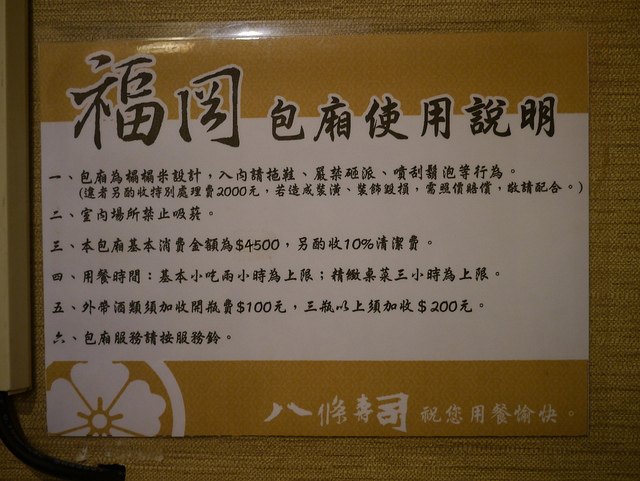 福岡 包廂使用說明
一、包廂為榻榻米設計，入內請拖鞋、嚴禁砸派、噴刮鬍泡等行為。
(違者另酌收特別處理費2000元，若造成裝潢、裝飾毀損，需照價賠償，敬請配合。)
二、室內場所禁止吸菸。
三、本包廂基本消費金額為$4500，另酌收10%清潔費。
四、用餐時間：基本小吃兩小時為上限；精緻桌菜三小時為上限。
五、外帶酒類須加收開瓶費$100元，三瓶以上須加收$200元。
六、包廂服務請按服務鈴。
八條壽司 祝您用餐愉快。